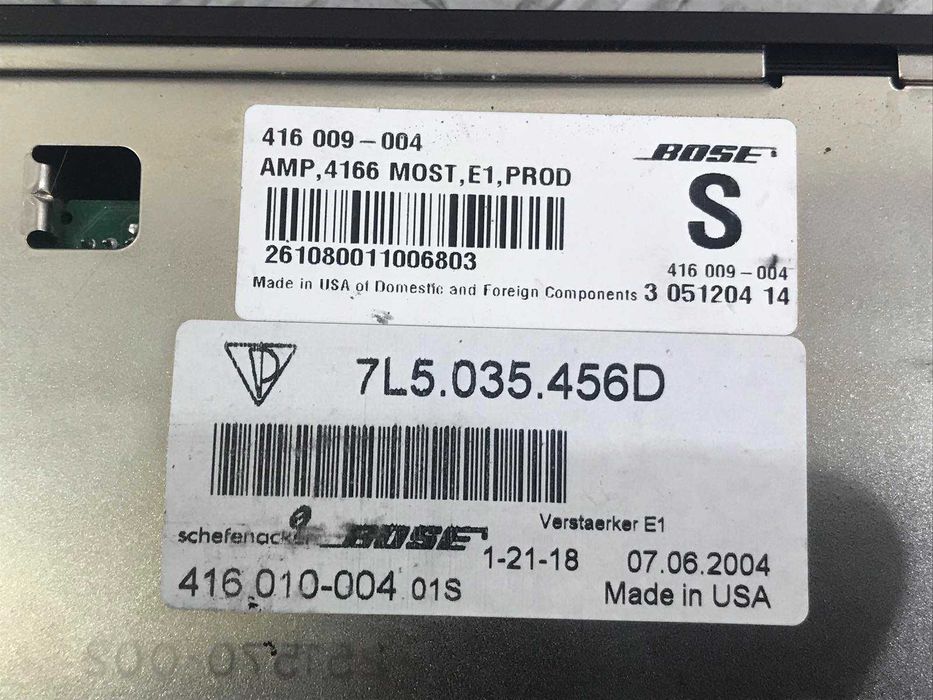 416 009-004
AMP,4166 MOST,E1,PROD
BOSE
S
261080011006803
416 009-004
Made in USA of Domestic and Foreign Components 3 051204 14
7L5.035.456D
Verstaerker E1
schefenacker BOSE
1-21-18 07.06.2004
416.010-004 01S
Made in USA